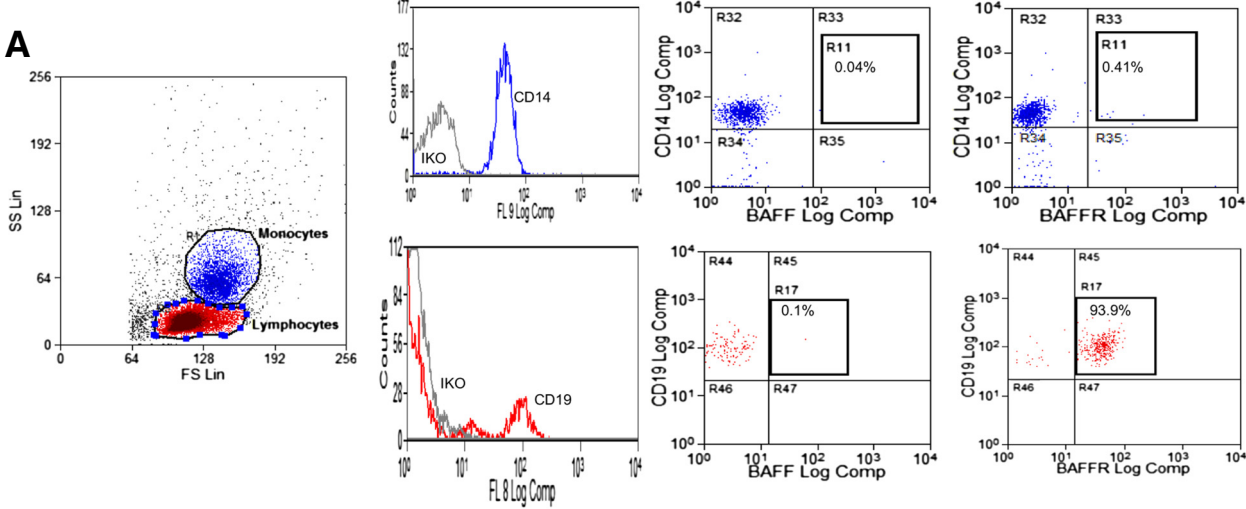 A
256
192
128
64
0
SS Lin
R1
Monocytes
Lymphocytes
0
64
128
192
256
FS Lin
177
132
88
44
0
Counts
IKO
CD14
10⁰
10¹
10²
10³
10⁴
FL 9 Log Comp
10⁴
10³
10²
10¹
10⁰
CD14 Log Comp
R32
R33
R11
0.04%
R34
R35
10⁰
10¹
10²
10³
10⁴
BAFF Log Comp
10⁴
10³
10²
10¹
10⁰
CD14 Log Comp
R32
R33
R11
0.41%
R34
R35
10⁰
10¹
10²
10³
10⁴
BAFFR Log Comp
112
84
56
28
0
Counts
IKO
CD19
10⁰
10¹
10²
10³
10⁴
FL 8 Log Comp
10⁴
10³
10²
10¹
10⁰
CD19 Log Comp
R44
R45
R17
0.1%
R46
R47
10⁰
10¹
10²
10³
10⁴
BAFF Log Comp
10⁴
10³
10²
10¹
10⁰
CD19 Log Comp
R44
R45
R17
93.9%
R46
R47
10⁰
10¹
10²
10³
10⁴
BAFFR Log Comp